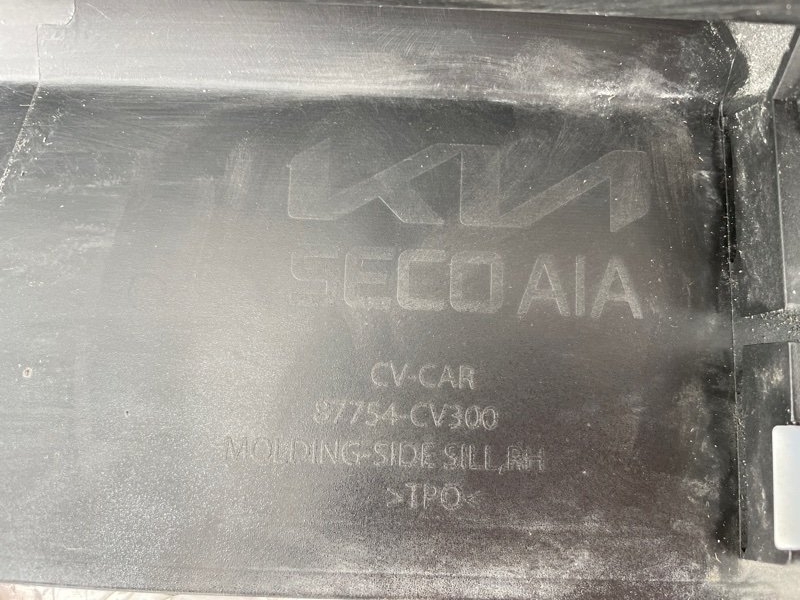 KIA
SECO AIA
CV-CAR
87754-CV300
MOLDING-SIDE SILL,RH
>TPO<